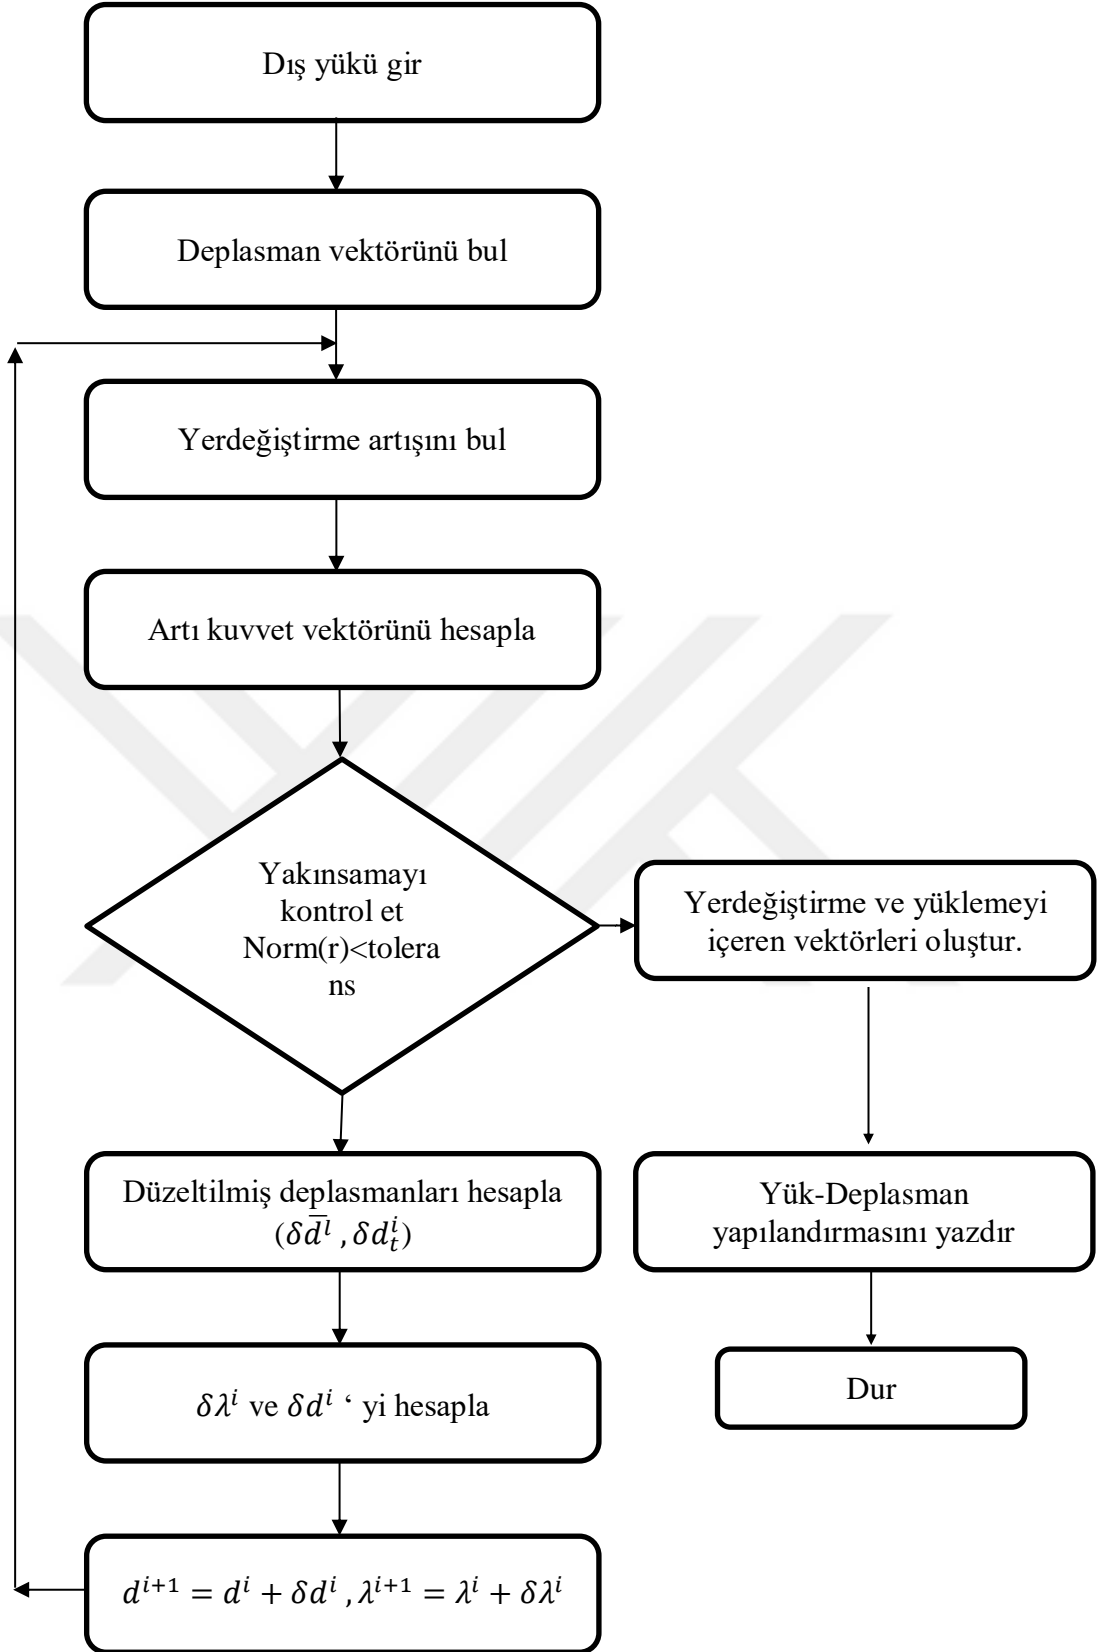 Dış yükü gir
Deplasman vektörünü bul
Yerdeğiştirme artışını bul
Artı kuvvet vektörünü hesapla
Yakınsamayı
kontrol et
Norm(r)<tolera
ns
Yerdeğiştirme ve yüklemeyi
içeren vektörleri oluştur.
Düzeltilmiş deplasmanları hesapla
(δd̅ˡ , δdₜⁱ)
Yük-Deplasman
yapılandırmasını yazdır
δλⁱ ve δdⁱ ‘ yi hesapla
Dur
dⁱ⁺¹ = dⁱ + δdⁱ , λⁱ⁺¹ = λⁱ + δλⁱ